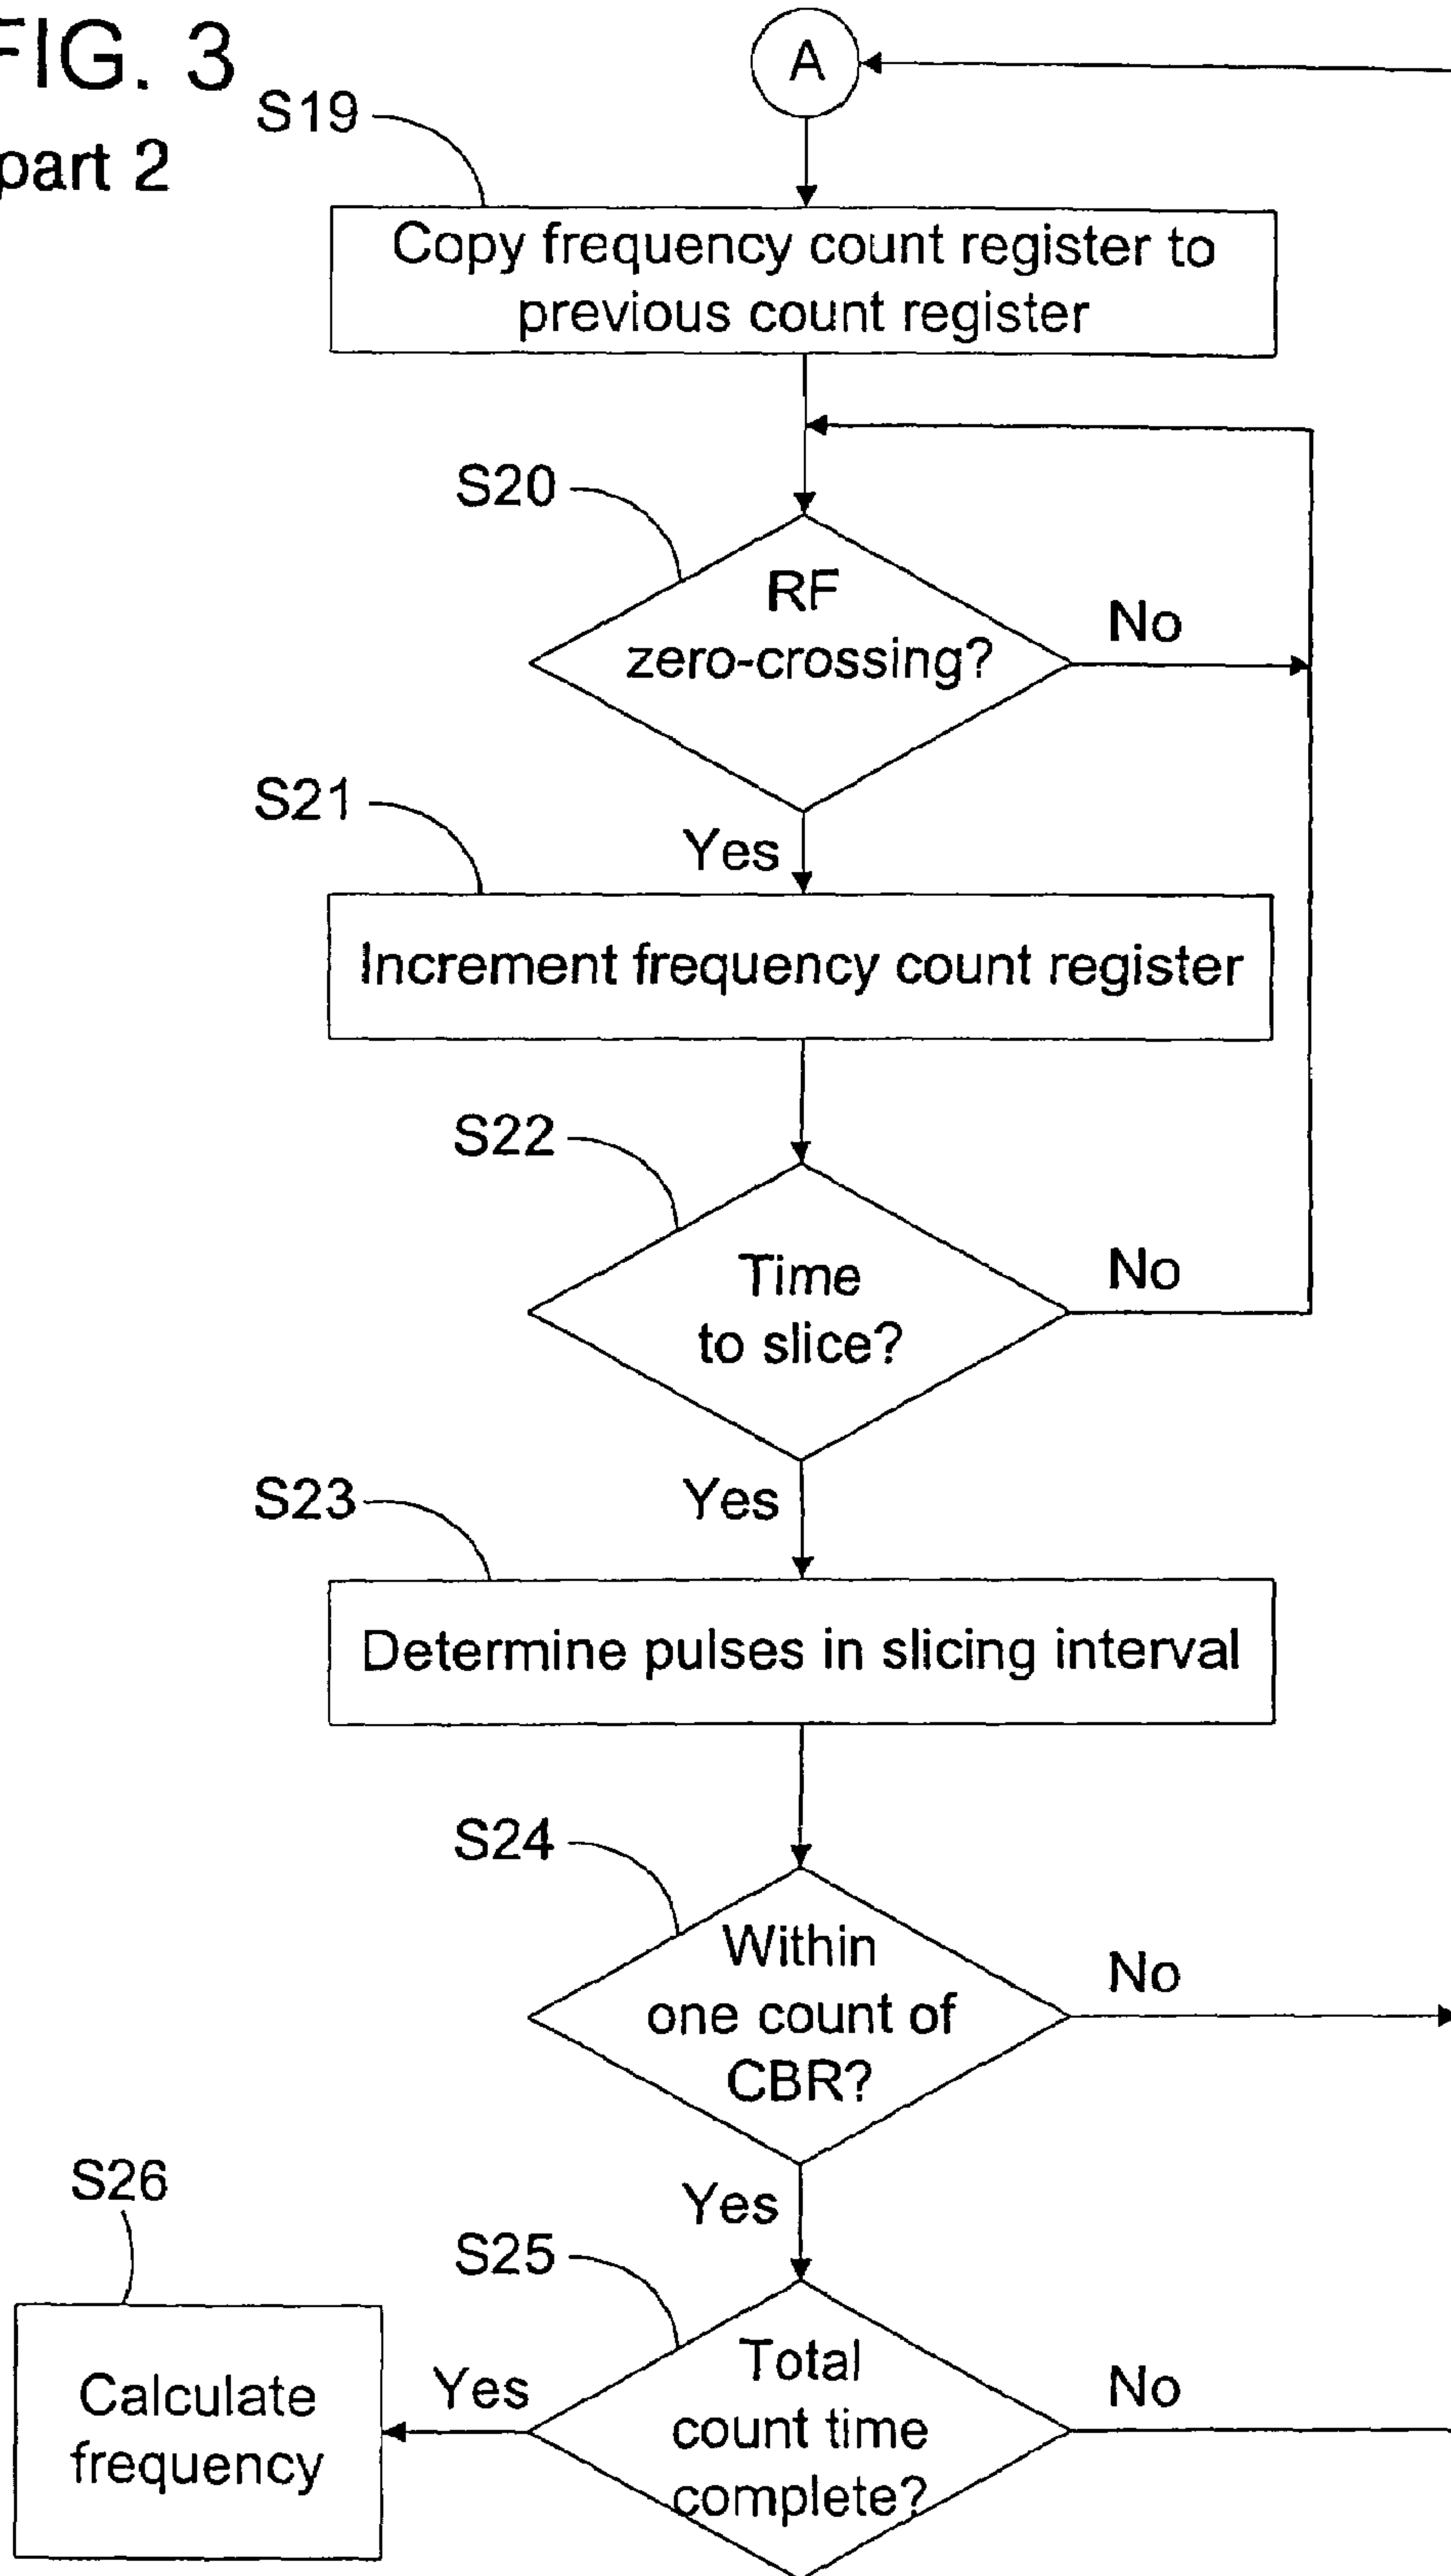 FIG. 3
part 2
A
S19
Copy frequency count register to
previous count register
S20
RF
zero-crossing?
No
S21
Yes
Increment frequency count register
S22
Time
to slice?
No
S23
Yes
Determine pulses in slicing interval
S24
Within
one count of
CBR?
No
S26
Yes
S25
Calculate
frequency
Yes
Total
count time
complete?
No